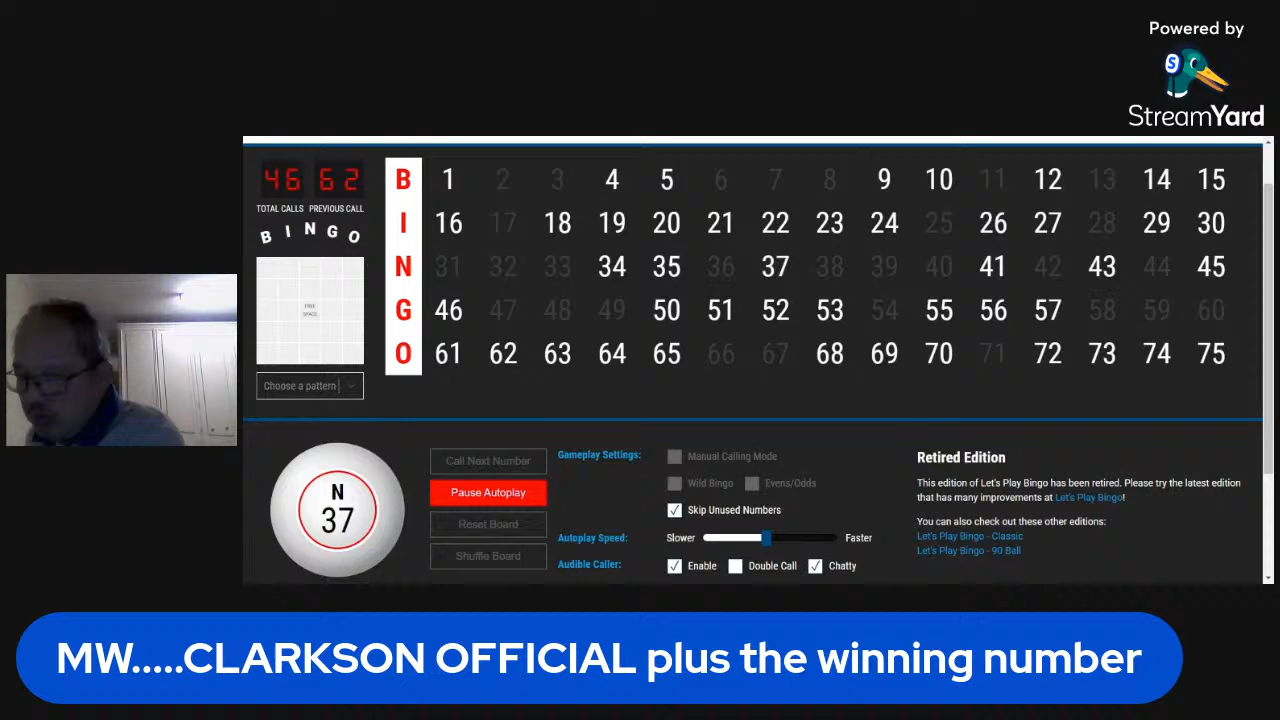 Powered by
StreamYard
46 62
TOTAL CALLS PREVIOUS CALL
BINGO
FREE
SPACE
Choose a pattern
B 1 2 3 4 5 6 7 8 9 10 11 12 13 14 15
I 16 17 18 19 20 21 22 23 24 25 26 27 28 29 30
N 31 32 33 34 35 36 37 38 39 40 41 42 43 44 45
G 46 47 48 49 50 51 52 53 54 55 56 57 58 59 60
O 61 62 63 64 65 66 67 68 69 70 71 72 73 74 75
N
37
Call Next Number
Pause Autoplay
Reset Board
Shuffle Board
Gameplay Settings:
Manual Calling Mode
Wild Bingo Evens/Odds
Skip Unused Numbers
Autoplay Speed: Slower Faster
Audible Caller: Enable Double Call Chatty
Retired Edition
This edition of Let's Play Bingo has been retired. Please try the latest edition
that has many improvements at Let's Play Bingo!
You can also check out these other editions:
Let's Play Bingo - Classic
Let's Play Bingo - 90 Ball
MW.....CLARKSON OFFICIAL plus the winning number